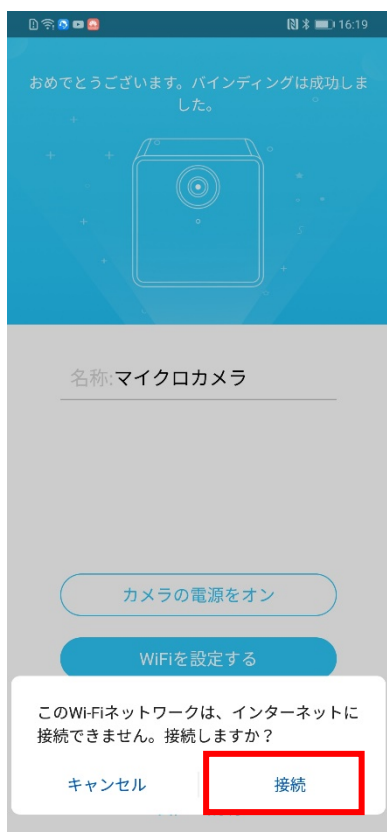 16:19
おめでとうございます。バインディングは成功しま
した。
名称:マイクロカメラ
カメラの電源をオン
WiFiを設定する
このWi-Fiネットワークは、インターネットに
接続できません。接続しますか？
キャンセル 接続